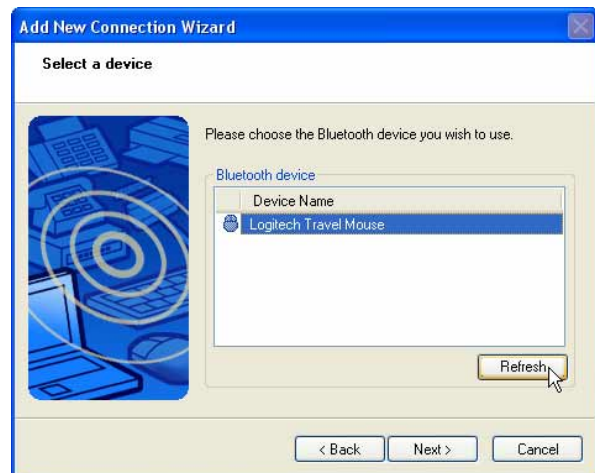 Add New Connection Wizard
Select a device
Please choose the Bluetooth device you wish to use.
Bluetooth device
Device Name
Logitech Travel Mouse
Refresh
< Back
Next >
Cancel